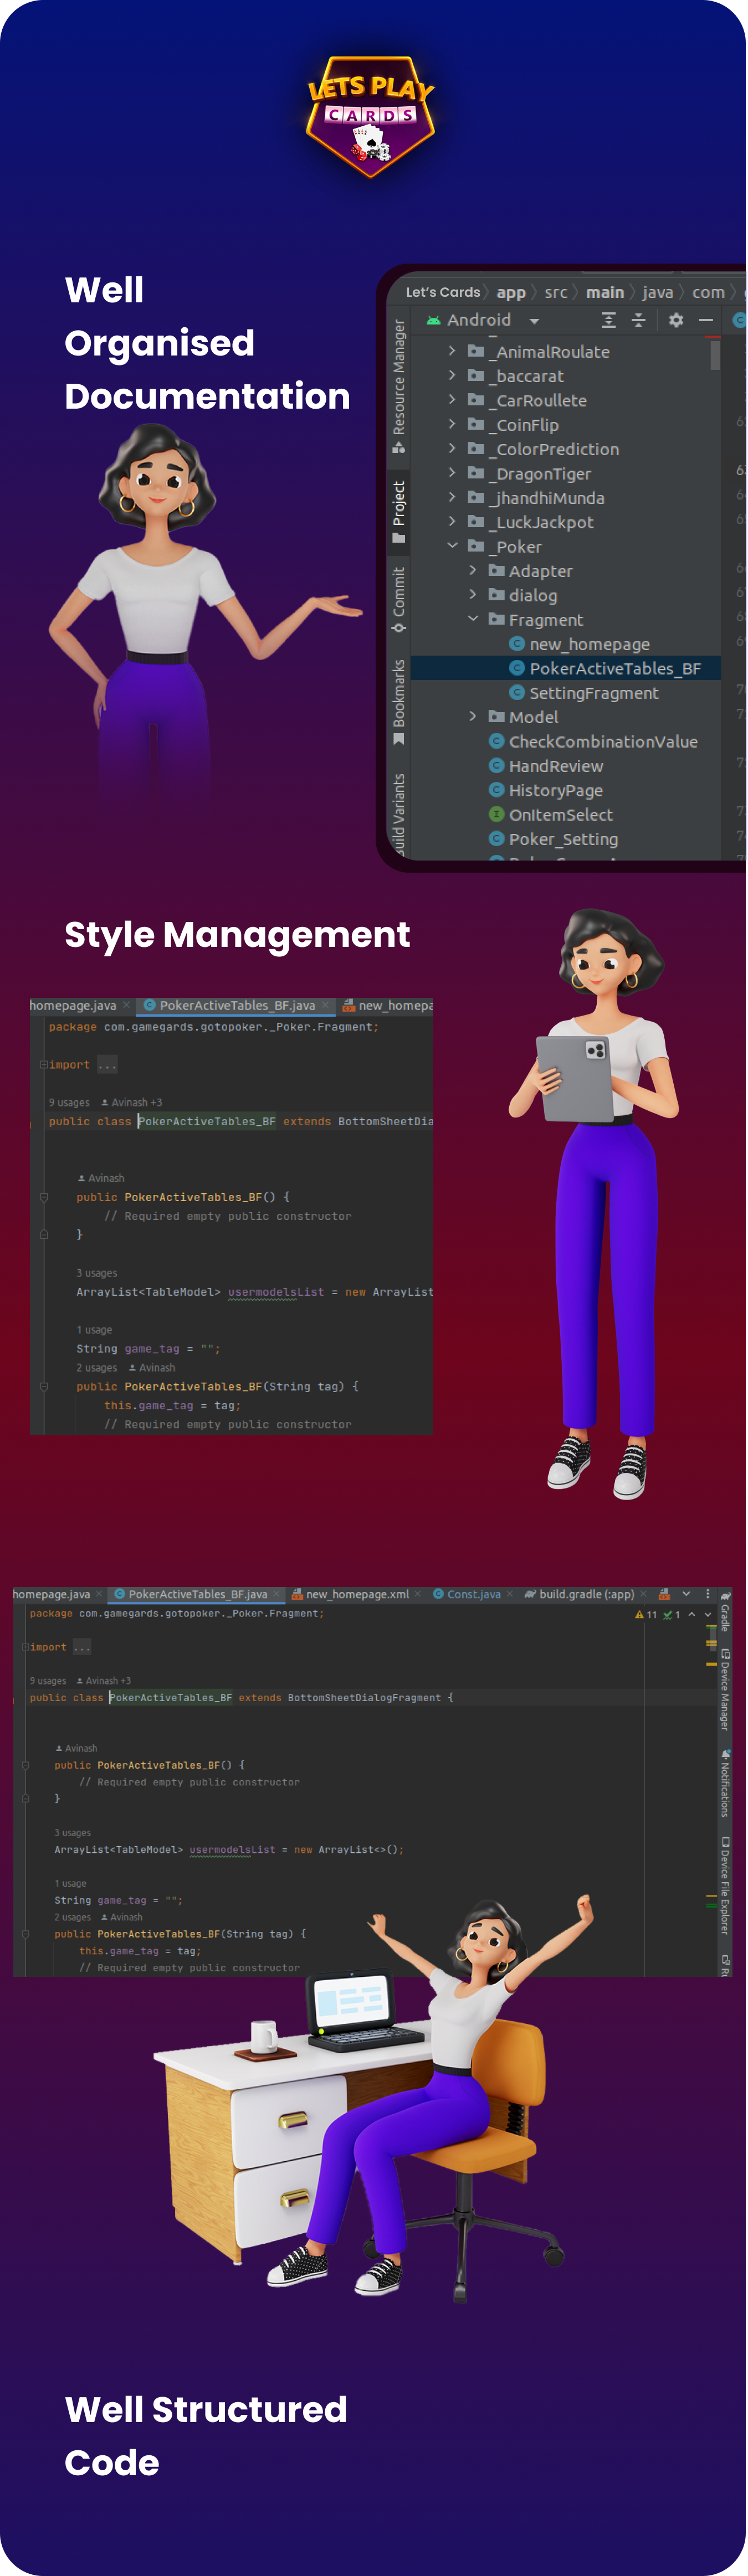 LETS PLAY
CARDS
Well
Organised
Documentation
Let's Cards 〉 app 〉 src 〉 main 〉 java 〉 com 〉
Android
_AnimalRoulate
_baccarat
_CarRoullete
_CoinFlip
_ColorPrediction
_DragonTiger
_jhandhiMunda
_LuckJackpot
_Poker
Adapter
dialog
Fragment
new_homepage
PokerActiveTables_BF
SettingFragment
Model
CheckCombinationValue
HandReview
HistoryPage
OnItemSelect
Poker_Setting
Resource Manager
Project
Commit
Bookmarks
Build Variants
Style Management
homepage.java × PokerActiveTables_BF.java × new_homepa
package com.gamegards.gotopoker._Poker.Fragment;
import ...
9 usages Avinash +3
public class PokerActiveTables_BF extends BottomSheetDia
Avinash
public PokerActiveTables_BF() {
// Required empty public constructor
}
3 usages
ArrayList<TableModel> usermodelsList = new ArrayList
1 usage
String game_tag = "";
2 usages Avinash
public PokerActiveTables_BF(String tag) {
this.game_tag = tag;
// Required empty public constructor
homepage.java × PokerActiveTables_BF.java × new_homepage.xml × Const.java × build.gradle (:app) ×
package com.gamegards.gotopoker._Poker.Fragment;
11 1
import ...
9 usages Avinash +3
public class PokerActiveTables_BF extends BottomSheetDialogFragment {
Avinash
public PokerActiveTables_BF() {
// Required empty public constructor
}
3 usages
ArrayList<TableModel> usermodelsList = new ArrayList<>();
1 usage
String game_tag = "";
2 usages Avinash
public PokerActiveTables_BF(String tag) {
this.game_tag = tag;
// Required empty public constructor
Gradle
Device Manager
Notifications
Device File Explorer
Well Structured
Code